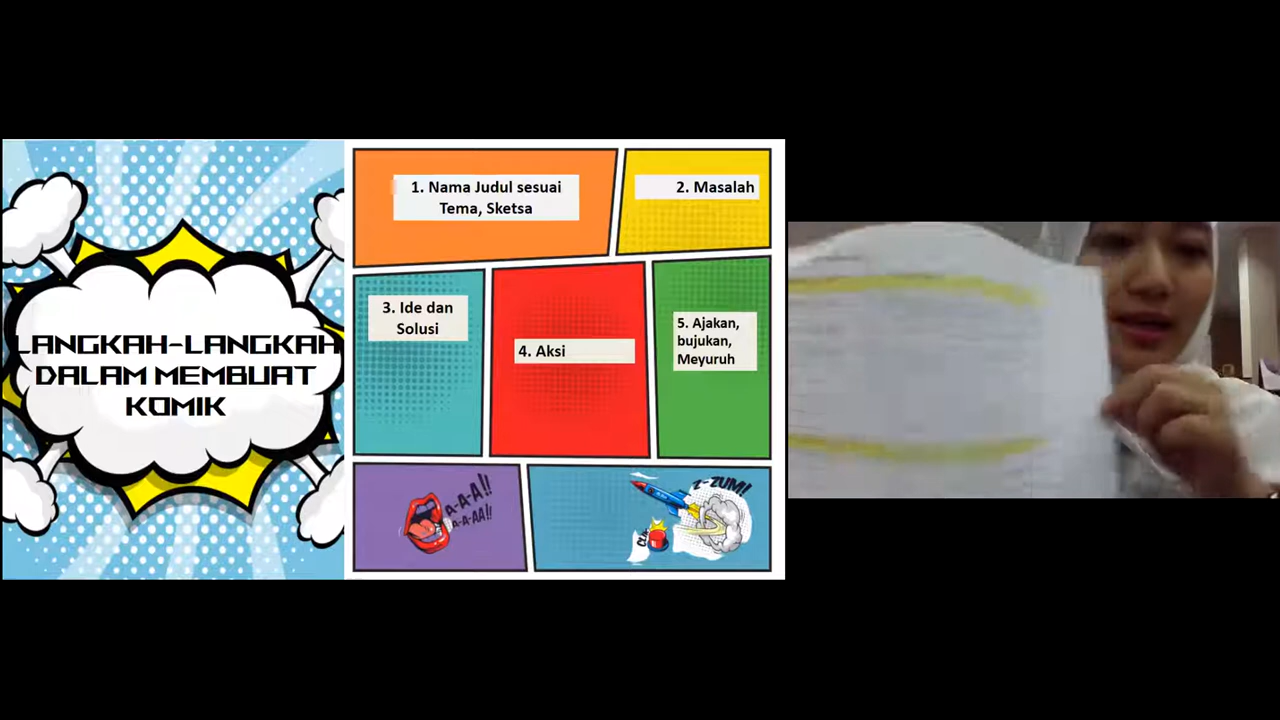 LANGKAH-LANGKAH
DALAM MEMBUAT
KOMIK
1. Nama Judul sesuai
Tema, Sketsa
2. Masalah
3. Ide dan
Solusi
4. Aksi
5. Ajakan,
bujukan,
Meyuruh
A-A-A!!
A-A-AA!!
Z-ZUM!